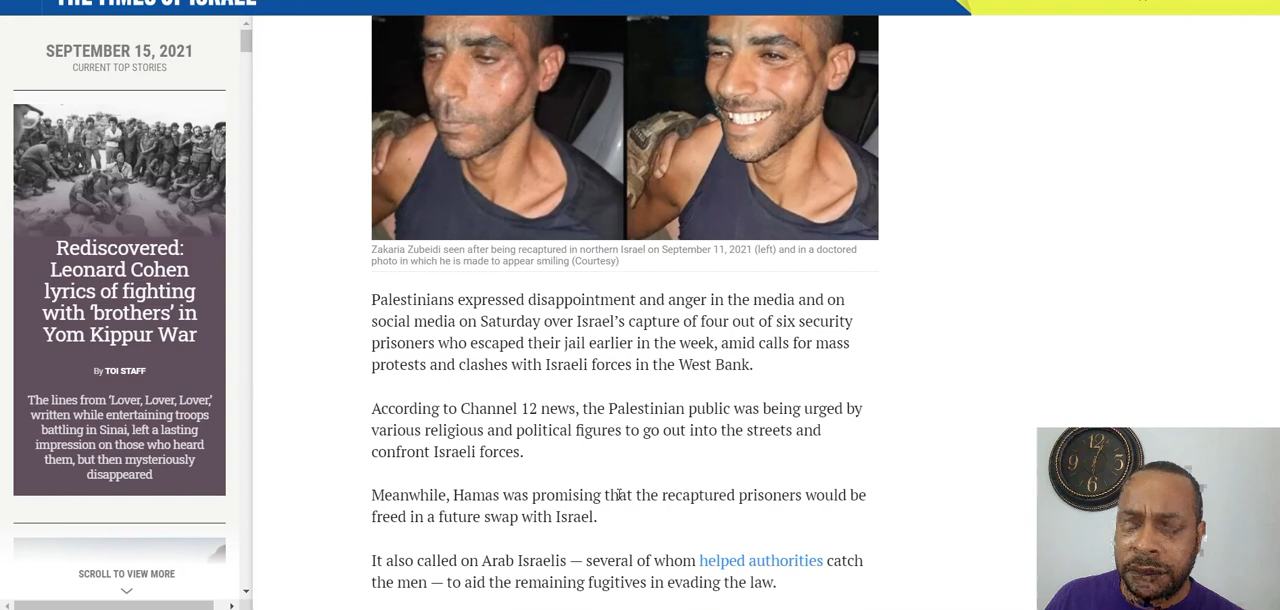 THE TIMES OF ISRAEL
SEPTEMBER 15, 2021
CURRENT TOP STORIES
Rediscovered:
Leonard Cohen
lyrics of fighting
with ‘brothers’ in
Yom Kippur War
By TOI STAFF
The lines from ‘Lover, Lover, Lover,’
written while entertaining troops
battling in Sinai, left a lasting
impression on those who heard
them, but then mysteriously
disappeared
SCROLL TO VIEW MORE
Zakaria Zubeidi seen after being recaptured in northern Israel on September 11, 2021 (left) and in a doctored
photo in which he is made to appear smiling (Courtesy)
Palestinians expressed disappointment and anger in the media and on
social media on Saturday over Israel’s capture of four out of six security
prisoners who escaped their jail earlier in the week, amid calls for mass
protests and clashes with Israeli forces in the West Bank.
According to Channel 12 news, the Palestinian public was being urged by
various religious and political figures to go out into the streets and
confront Israeli forces.
Meanwhile, Hamas was promising that the recaptured prisoners would be
freed in a future swap with Israel.
It also called on Arab Israelis — several of whom helped authorities catch
the men — to aid the remaining fugitives in evading the law.
12
3
6
9